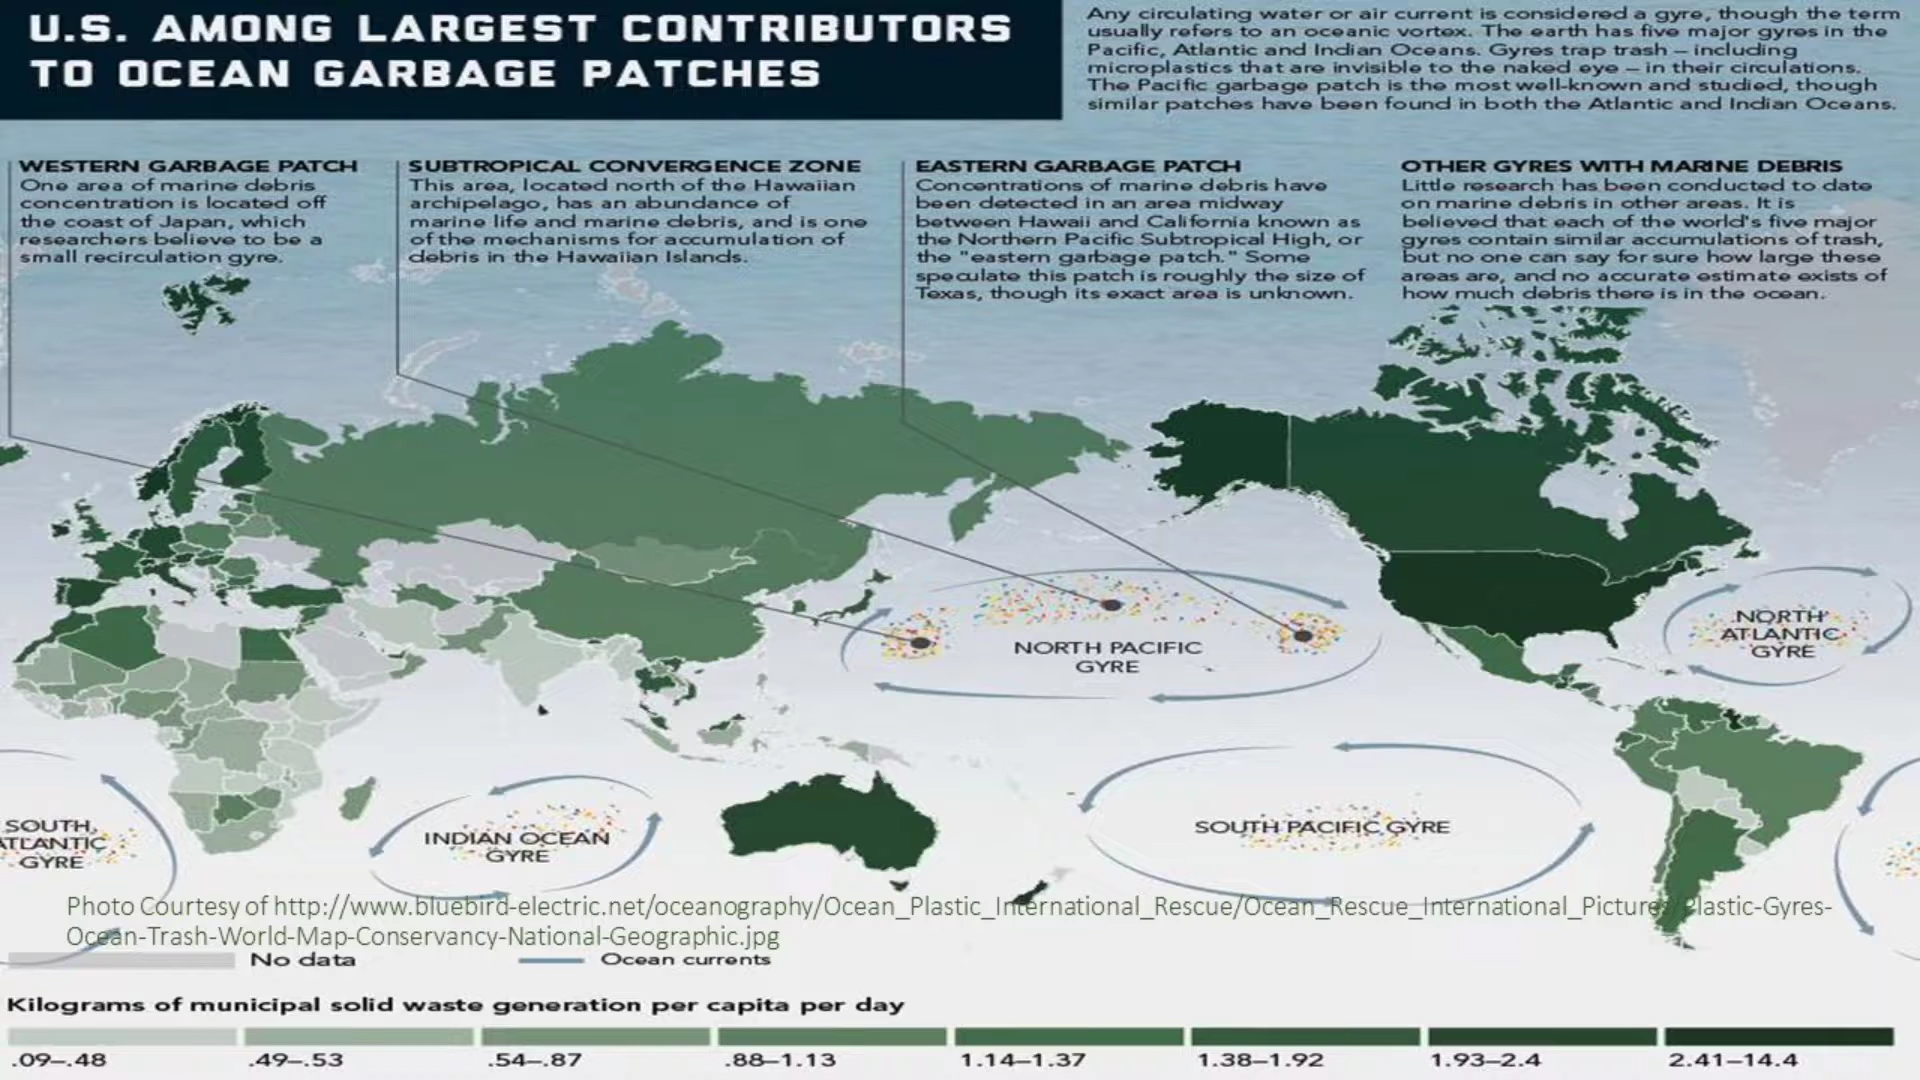 U.S. AMONG LARGEST CONTRIBUTORS
TO OCEAN GARBAGE PATCHES
Any circulating water or air current is considered a gyre, though the term
usually refers to an oceanic vortex. The earth has five major gyres in the
Pacific, Atlantic and Indian Oceans. Gyres trap trash – including
microplastics that are invisible to the naked eye – in their circulations.
The Pacific garbage patch is the most well-known and studied, though
similar patches have been found in both the Atlantic and Indian Oceans.
WESTERN GARBAGE PATCH
One area of marine debris
concentration is located off
the coast of Japan, which
researchers believe to be a
small recirculation gyre.
SUBTROPICAL CONVERGENCE ZONE
This area, located north of the Hawaiian
archipelago, has an abundance of
marine life and marine debris, and is one
of the mechanisms for accumulation of
debris in the Hawaiian Islands.
EASTERN GARBAGE PATCH
Concentrations of marine debris have
been detected in an area midway
between Hawaii and California known as
the Northern Pacific Subtropical High, or
the "eastern garbage patch." Some
speculate this patch is roughly the size of
Texas, though its exact area is unknown.
OTHER GYRES WITH MARINE DEBRIS
Little research has been conducted to date
on marine debris in other areas. It is
believed that each of the world's five major
gyres contain similar accumulations of trash,
but no one can say for sure how large these
areas are, and no accurate estimate exists of
how much debris there is in the ocean.
NORTH PACIFIC
GYRE
NORTH
ATLANTIC
GYRE
SOUTH
ATLANTIC
GYRE
INDIAN OCEAN
GYRE
SOUTH PACIFIC GYRE
Photo Courtesy of http://www.bluebird-electric.net/oceanography/Ocean_Plastic_International_Rescue/Ocean_Rescue_International_Pictures/Plastic-Gyres-
Ocean-Trash-World-Map-Conservancy-National-Geographic.jpg
No data
Ocean currents
Kilograms of municipal solid waste generation per capita per day
.09–.48
.49–.53
.54–.87
.88–1.13
1.14–1.37
1.38–1.92
1.93–2.4
2.41–14.4